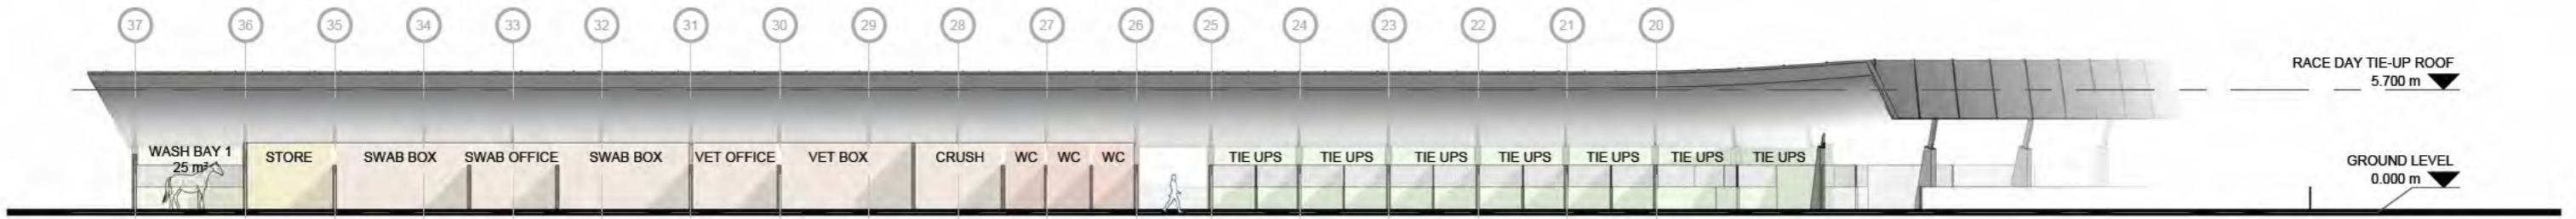 37 36 35 34 33 32 31 30 29 28 27 26 25 24 23 22 21 20
RACE DAY TIE-UP ROOF
5.700 m
WASH BAY 1
25 m²
STORE SWAB BOX SWAB OFFICE SWAB BOX VET OFFICE VET BOX CRUSH WC WC WC TIE UPS TIE UPS TIE UPS TIE UPS TIE UPS TIE UPS TIE UPS
GROUND LEVEL
0.000 m